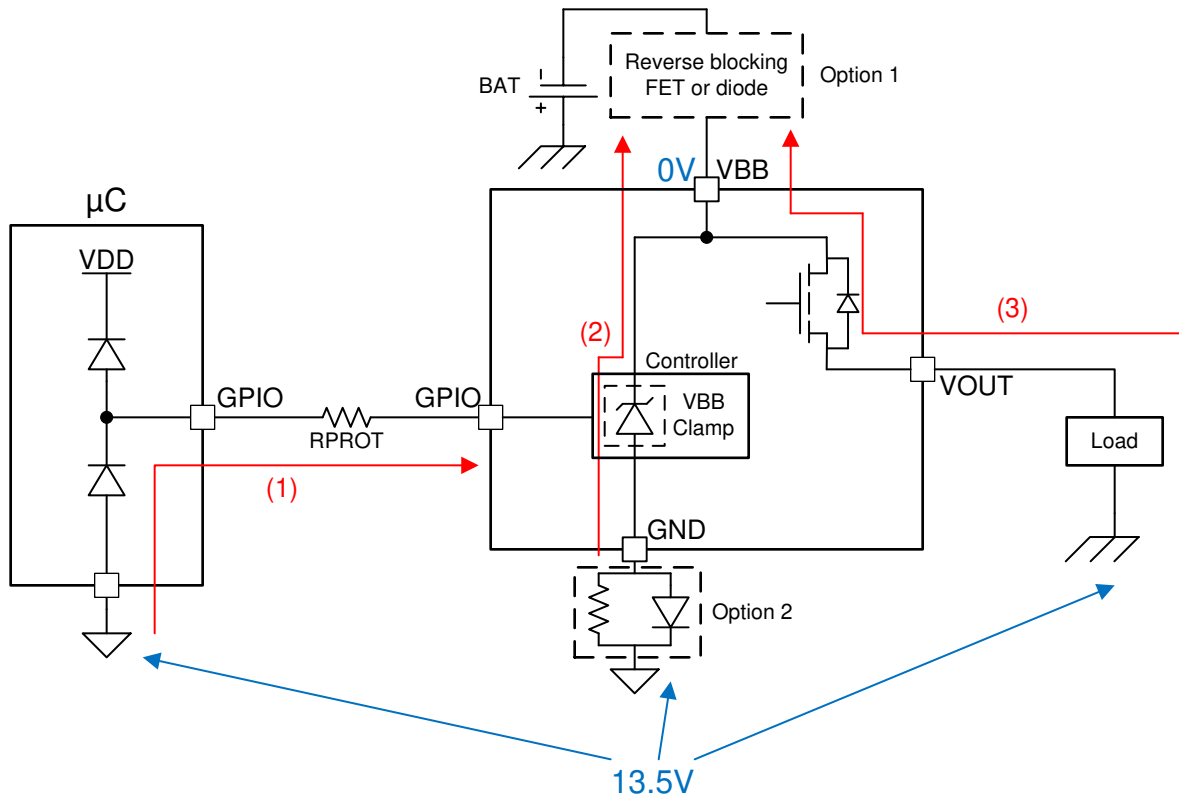 Reverse blocking
FET or diode
Option 1
BAT
-
+
0V
VBB
µC
VDD
(3)
(2)
Controller
GPIO
GPIO
VBB
Clamp
VOUT
RPROT
Load
(1)
GND
Option 2
13.5V